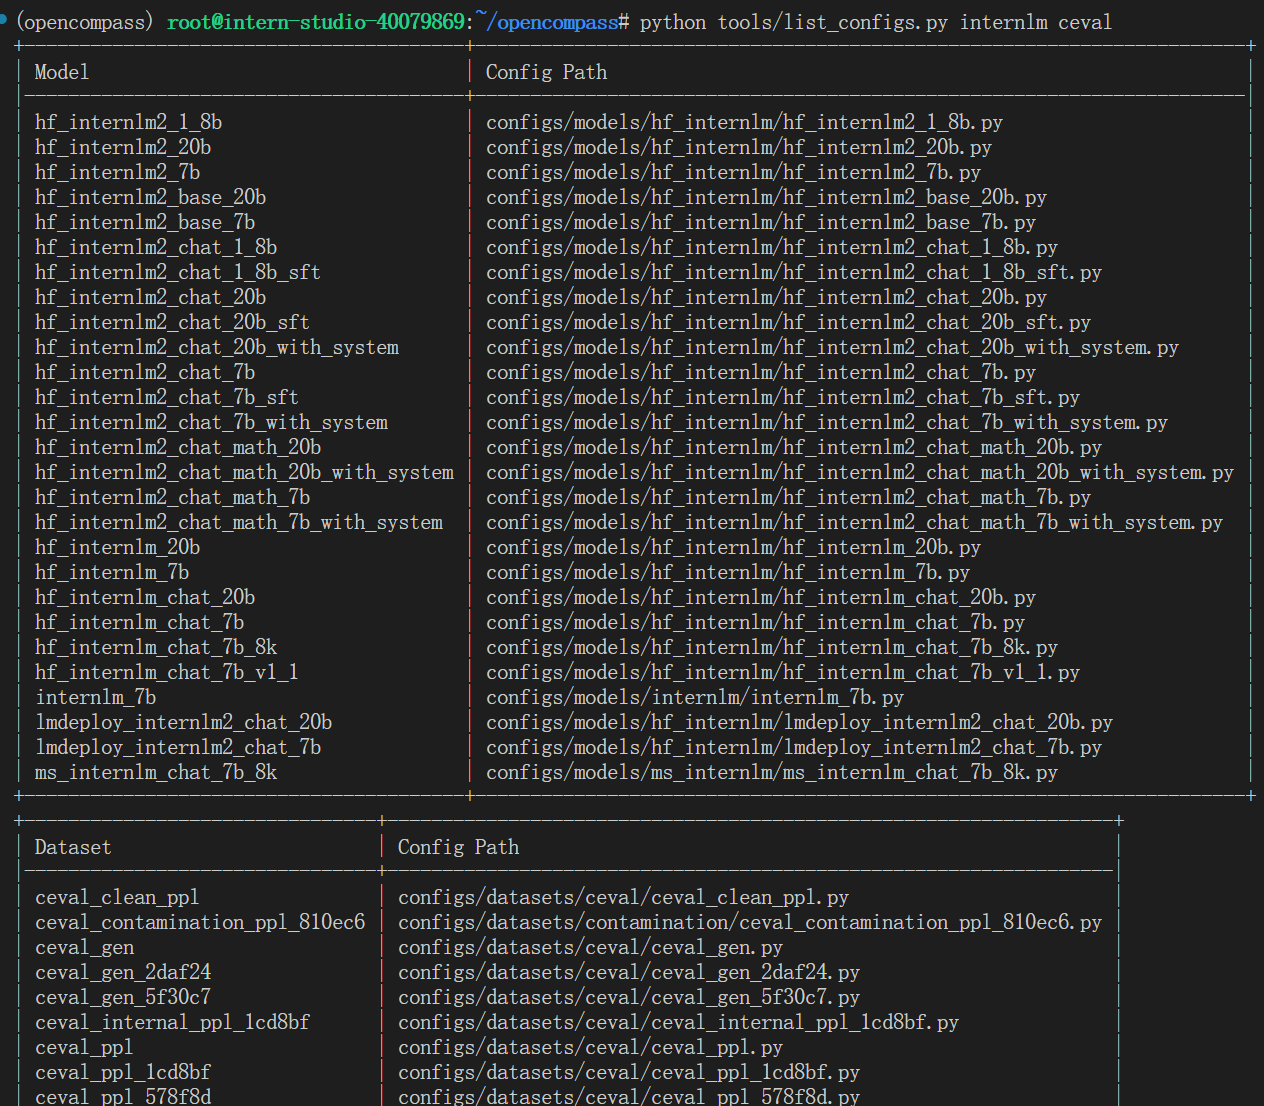 (opencompass) root@intern-studio-40079869:~/opencompass# python tools/list_configs.py internlm ceval
Model | Config Path
hf_internlm2_1_8b | configs/models/hf_internlm/hf_internlm2_1_8b.py
hf_internlm2_20b | configs/models/hf_internlm/hf_internlm2_20b.py
hf_internlm2_7b | configs/models/hf_internlm/hf_internlm2_7b.py
hf_internlm2_base_20b | configs/models/hf_internlm/hf_internlm2_base_20b.py
hf_internlm2_base_7b | configs/models/hf_internlm/hf_internlm2_base_7b.py
hf_internlm2_chat_1_8b | configs/models/hf_internlm/hf_internlm2_chat_1_8b.py
hf_internlm2_chat_1_8b_sft | configs/models/hf_internlm/hf_internlm2_chat_1_8b_sft.py
hf_internlm2_chat_20b | configs/models/hf_internlm/hf_internlm2_chat_20b.py
hf_internlm2_chat_20b_sft | configs/models/hf_internlm/hf_internlm2_chat_20b_sft.py
hf_internlm2_chat_20b_with_system | configs/models/hf_internlm/hf_internlm2_chat_20b_with_system.py
hf_internlm2_chat_7b | configs/models/hf_internlm/hf_internlm2_chat_7b.py
hf_internlm2_chat_7b_sft | configs/models/hf_internlm/hf_internlm2_chat_7b_sft.py
hf_internlm2_chat_7b_with_system | configs/models/hf_internlm/hf_internlm2_chat_7b_with_system.py
hf_internlm2_chat_math_20b | configs/models/hf_internlm/hf_internlm2_chat_math_20b.py
hf_internlm2_chat_math_20b_with_system | configs/models/hf_internlm/hf_internlm2_chat_math_20b_with_system.py
hf_internlm2_chat_math_7b | configs/models/hf_internlm/hf_internlm2_chat_math_7b.py
hf_internlm2_chat_math_7b_with_system | configs/models/hf_internlm/hf_internlm2_chat_math_7b_with_system.py
hf_internlm_20b | configs/models/hf_internlm/hf_internlm_20b.py
hf_internlm_7b | configs/models/hf_internlm/hf_internlm_7b.py
hf_internlm_chat_20b | configs/models/hf_internlm/hf_internlm_chat_20b.py
hf_internlm_chat_7b | configs/models/hf_internlm/hf_internlm_chat_7b.py
hf_internlm_chat_7b_8k | configs/models/hf_internlm/hf_internlm_chat_7b_8k.py
hf_internlm_chat_7b_v1_1 | configs/models/hf_internlm/hf_internlm_chat_7b_v1_1.py
internlm_7b | configs/models/internlm/internlm_7b.py
lmdeploy_internlm2_chat_20b | configs/models/hf_internlm/lmdeploy_internlm2_chat_20b.py
lmdeploy_internlm2_chat_7b | configs/models/hf_internlm/lmdeploy_internlm2_chat_7b.py
ms_internlm_chat_7b_8k | configs/models/ms_internlm/ms_internlm_chat_7b_8k.py
Dataset | Config Path
ceval_clean_ppl | configs/datasets/ceval/ceval_clean_ppl.py
ceval_contamination_ppl_810ec6 | configs/datasets/contamination/ceval_contamination_ppl_810ec6.py
ceval_gen | configs/datasets/ceval/ceval_gen.py
ceval_gen_2daf24 | configs/datasets/ceval/ceval_gen_2daf24.py
ceval_gen_5f30c7 | configs/datasets/ceval/ceval_gen_5f30c7.py
ceval_internal_ppl_1cd8bf | configs/datasets/ceval/ceval_internal_ppl_1cd8bf.py
ceval_ppl | configs/datasets/ceval/ceval_ppl.py
ceval_ppl_1cd8bf | configs/datasets/ceval/ceval_ppl_1cd8bf.py
ceval_ppl_578f8d | configs/datasets/ceval/ceval_ppl_578f8d.py